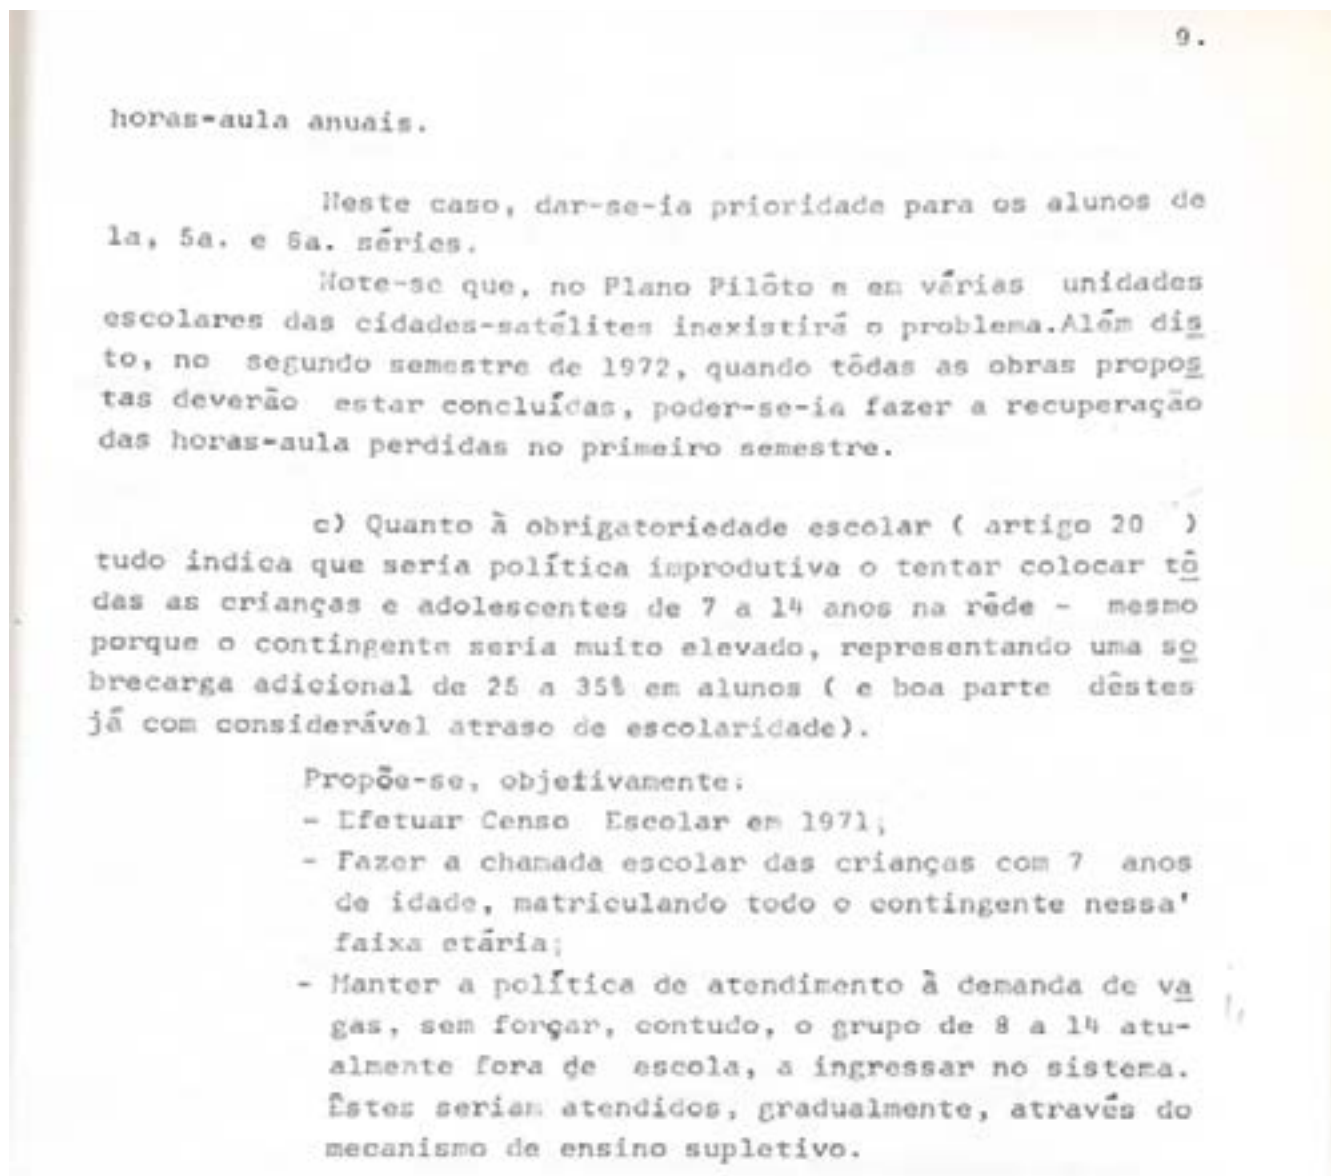 9.
horas-aula anuais.
Neste caso, dar-se-ia prioridade para os alunos de
1a, 5a. e 6a. séries.
Note-se que, no Plano Pilôto e em várias unidades
escolares das cidades-satélites inexistirá o problema.Além dis
to, no segundo semestre de 1972, quando tôdas as obras propos
tas deverão estar concluídas, poder-se-ia fazer a recuperação
das horas-aula perdidas no primeiro semestre.
c) Quanto à obrigatoriedade escolar ( artigo 20 )
tudo indica que seria política improdutiva o tentar colocar tô
das as crianças e adolescentes de 7 a 14 anos na rêde - mesmo
porque o contingente seria muito elevado, representando uma so
brecarga adicional de 25 a 35% em alunos ( e boa parte dêstes
já com considerável atraso de escolaridade).
Propõe-se, objetivamente:
- Efetuar Censo Escolar em 1971;
- Fazer a chamada escolar das crianças com 7 anos
de idade, matriculando todo o contingente nessa'
faixa etária;
- Manter a política de atendimento à demanda de va
gas, sem forçar, contudo, o grupo de 8 a 14 atu-
almente fora de escola, a ingressar no sistema.
Êstes seriam atendidos, gradualmente, através do
mecanismo de ensino supletivo.